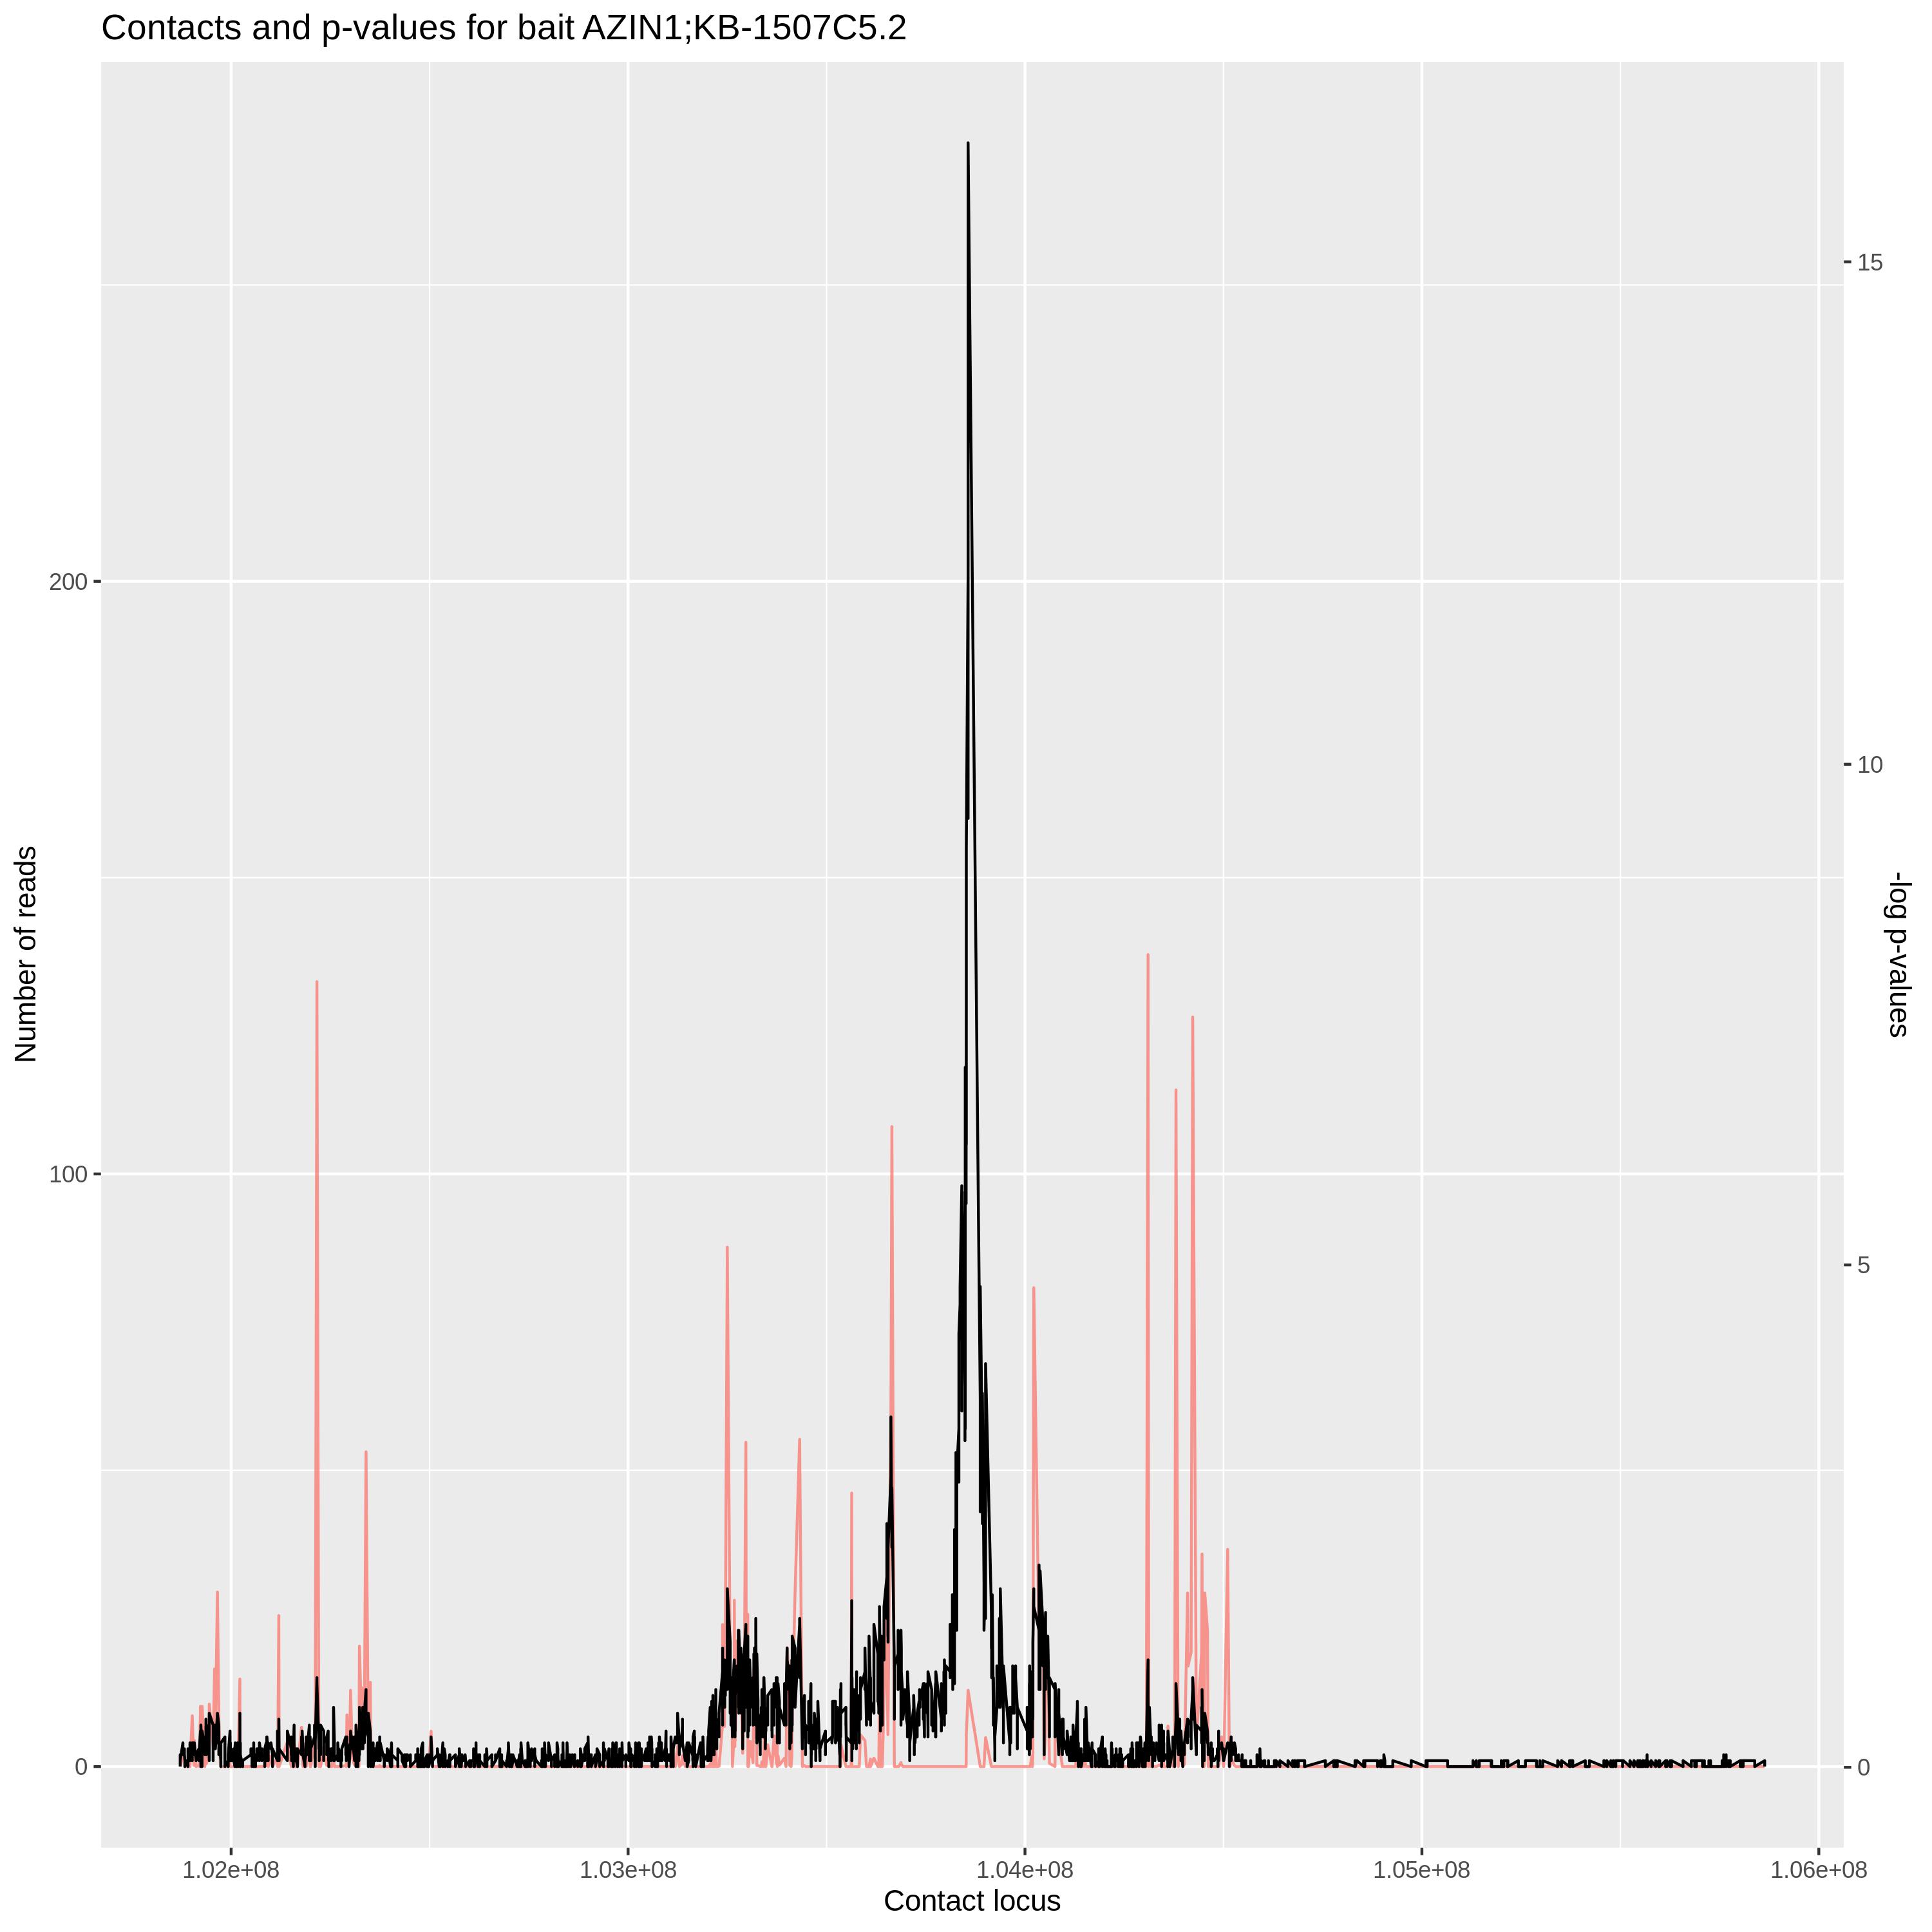 Contacts and p-values for bait AZIN1;KB-1507C5.2
Number of reads
200
100
0
15
10
5
0
-log p-values
1.02e+08 1.03e+08 1.04e+08 1.05e+08 1.06e+08
Contact locus